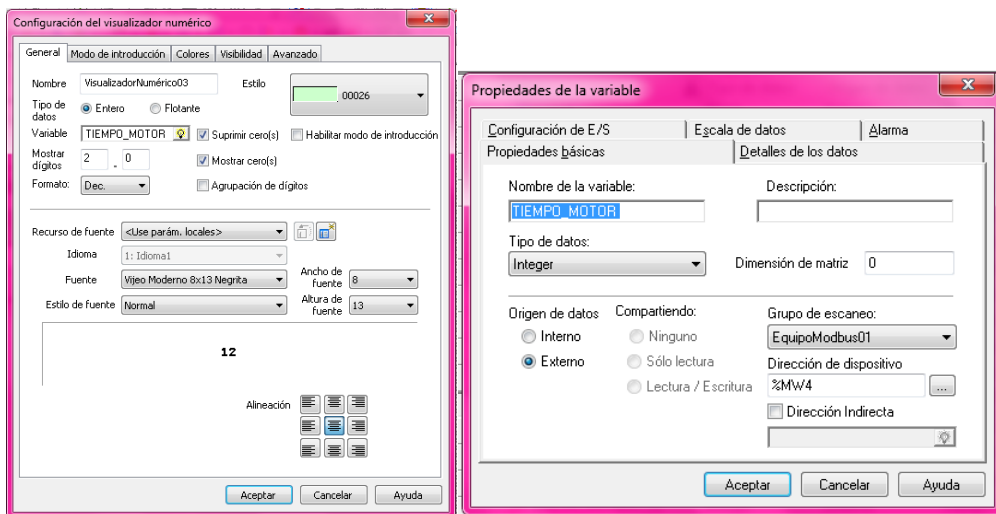 Configuración del visualizador numérico
General Modo de introducción Colores Visibilidad Avanzado
Nombre VisualizadorNumérico03 Estilo 00026
Tipo de datos Entero Flotante
Variable TIEMPO_MOTOR Suprimir cero(s) Habilitar modo de introducción
Mostrar dígitos 2 . 0 Mostrar cero(s)
Formato: Dec. Agrupación de dígitos
Recurso de fuente <Use parám. locales>
Idioma 1: Idioma1
Fuente Vijeo Moderno 8x13 Negrita Ancho de fuente 8
Estilo de fuente Normal Altura de fuente 13
12
Alineación
Aceptar Cancelar Ayuda
Propiedades de la variable
Configuración de E/S Escala de datos Alarma
Propiedades básicas Detalles de los datos
Nombre de la variable: Descripción:
TIEMPO_MOTOR
Tipo de datos:
Integer Dimensión de matriz 0
Origen de datos Compartiendo: Grupo de escaneo:
Interno Ninguno EquipoModbus01
Externo Sólo lectura Dirección de dispositivo
Lectura / Escritura %MW4 ...
Dirección Indirecta
Aceptar Cancelar Ayuda